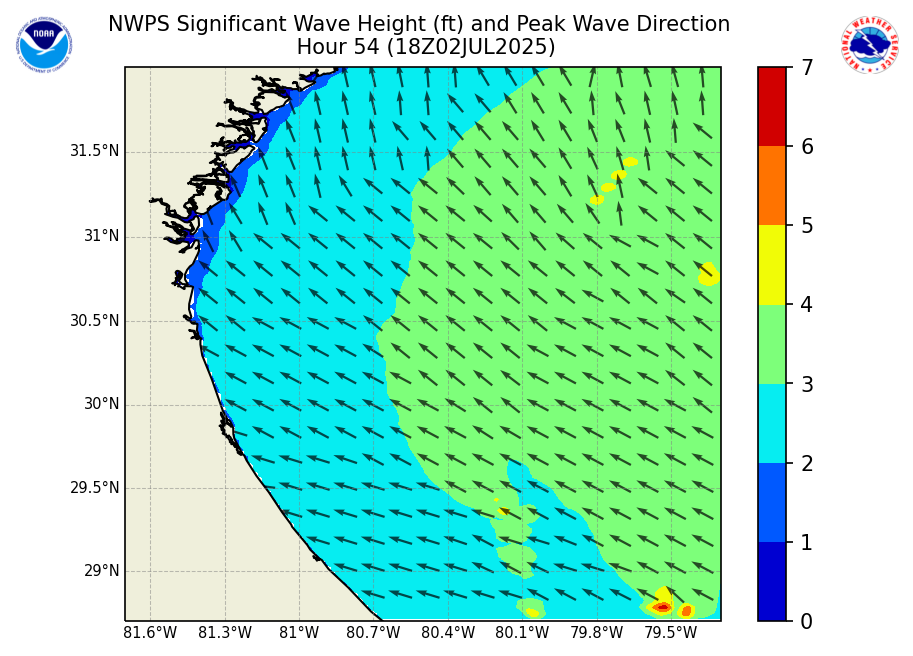 NWPS Significant Wave Height (ft) and Peak Wave Direction
Hour 54 (18Z02JUL2025)
NOAA
31.5°N
31°N
30.5°N
30°N
29.5°N
29°N
81.6°W 81.3°W 81°W 80.7°W 80.4°W 80.1°W 79.8°W 79.5°W
7
6
5
4
3
2
1
0
NATIONAL WEATHER SERVICE